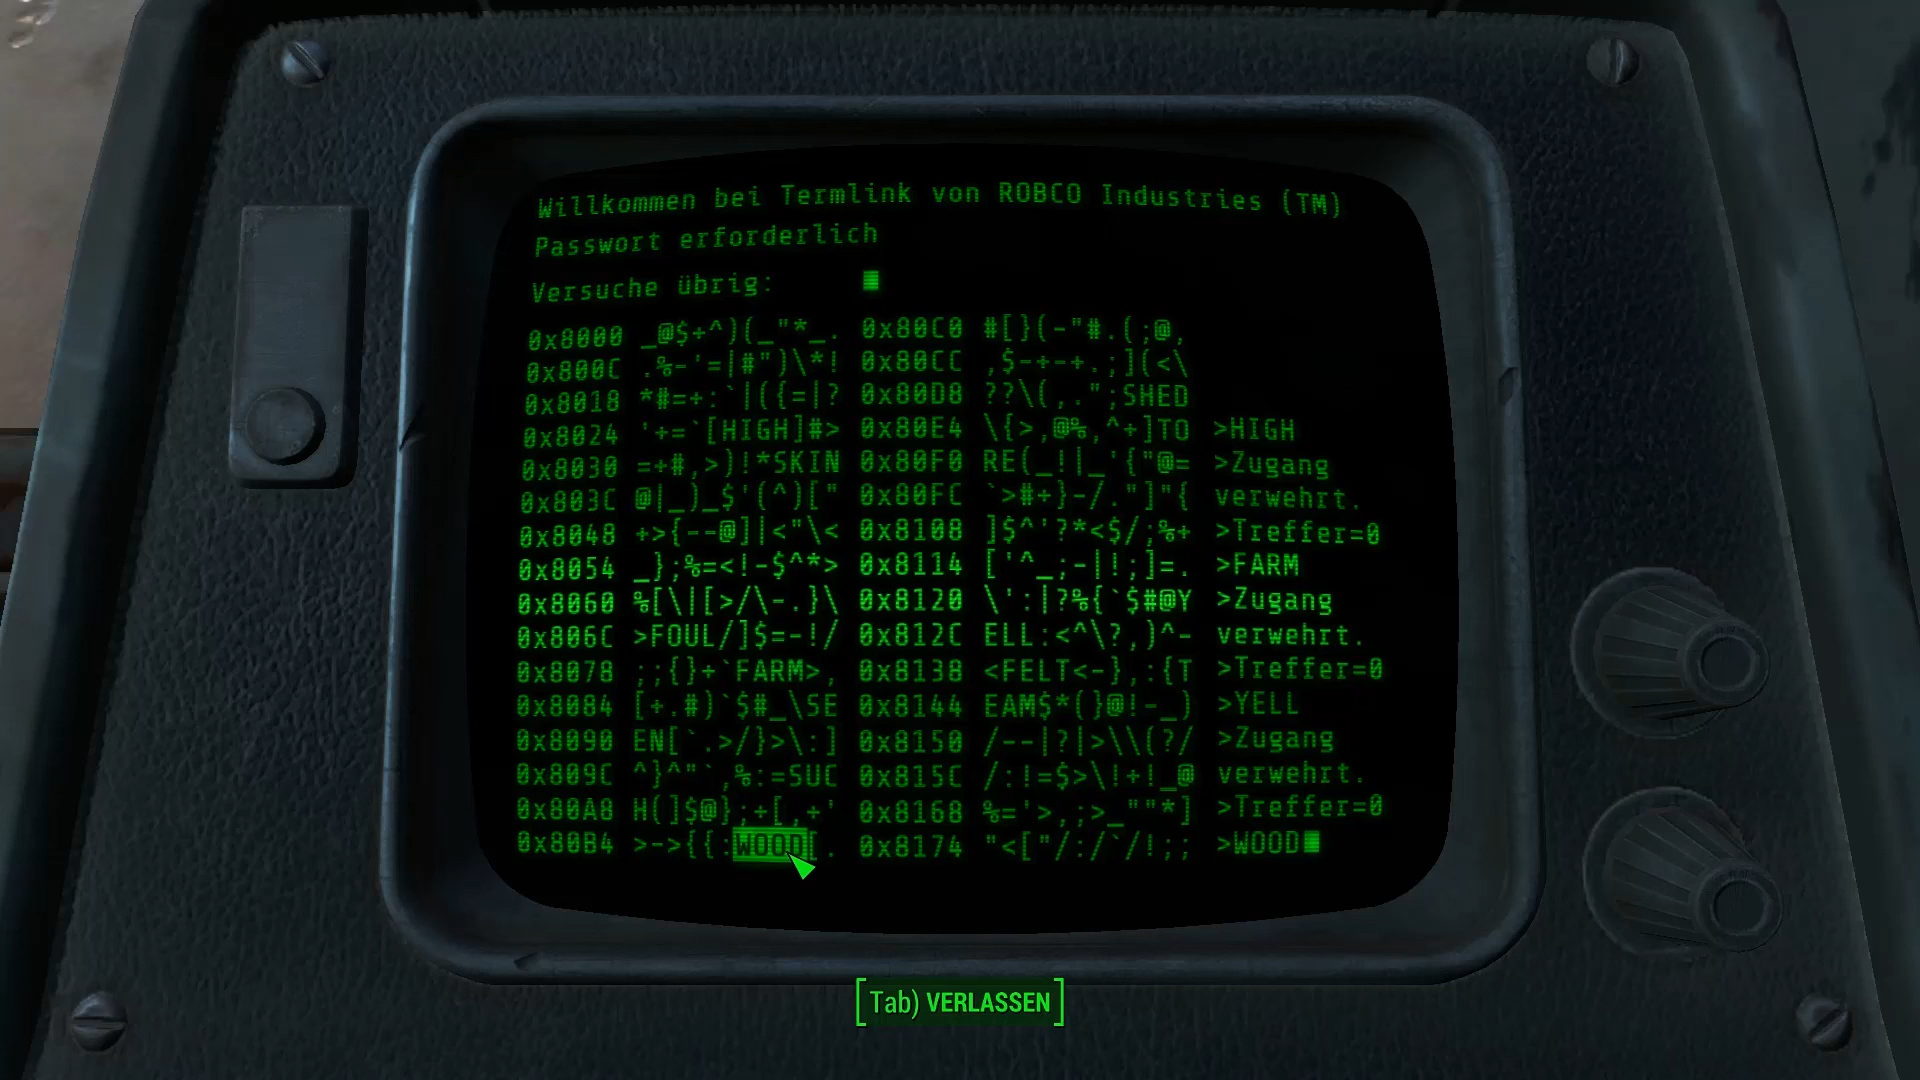 Willkommen bei Termlink von ROBCO Industries (TM)
Passwort erforderlich
Versuche übrig:
0x8000 _@$+^)(_"*_. 0x80C0 #[}(-"#.(;@,
0x800C .%-'=|#")\*! 0x80CC ,$-+-+.;](<\
0x8018 *#=+:`|({=|? 0x80D8 ??\(,.";SHED
0x8024 '+=`[HIGH]#> 0x80E4 \{>,@%,^+]TO >HIGH
0x8030 =+#,>)!*SKIN 0x80F0 RE(_!|_'{"@= >Zugang
0x803C @|_)_$'(^)[" 0x80FC `>#+}-/."]"{ verwehrt.
0x8048 +>{--@]|<"\< 0x8108 ]$^'?*<$/;%+ >Treffer=0
0x8054 _};%=<!-$^*> 0x8114 ['^_;-|!;]=. >FARM
0x8060 %[\|[>/\-.}\ 0x8120 \':|?%{`$#@Y >Zugang
0x806C >FOUL/]$=-!/ 0x812C ELL:<^\?,)^- verwehrt.
0x8078 ;;{}+`FARM>, 0x8138 <FELT<-},:{T >Treffer=0
0x8084 [+.#)`$#_\SE 0x8144 EAM$*(}@!-_) >YELL
0x8090 EN[`.>/}>\:] 0x8150 /--|?|>\\(?/ >Zugang
0x809C ^}^"`,%:=SUC 0x815C /:!=$>\!+!_@ verwehrt.
0x80A8 H(]$@};+[,+' 0x8168 %='>,;>_""*] >Treffer=0
0x80B4 >->{{:WOOD[. 0x8174 "<["/:/`/!;; >WOOD
[Tab) VERLASSEN]